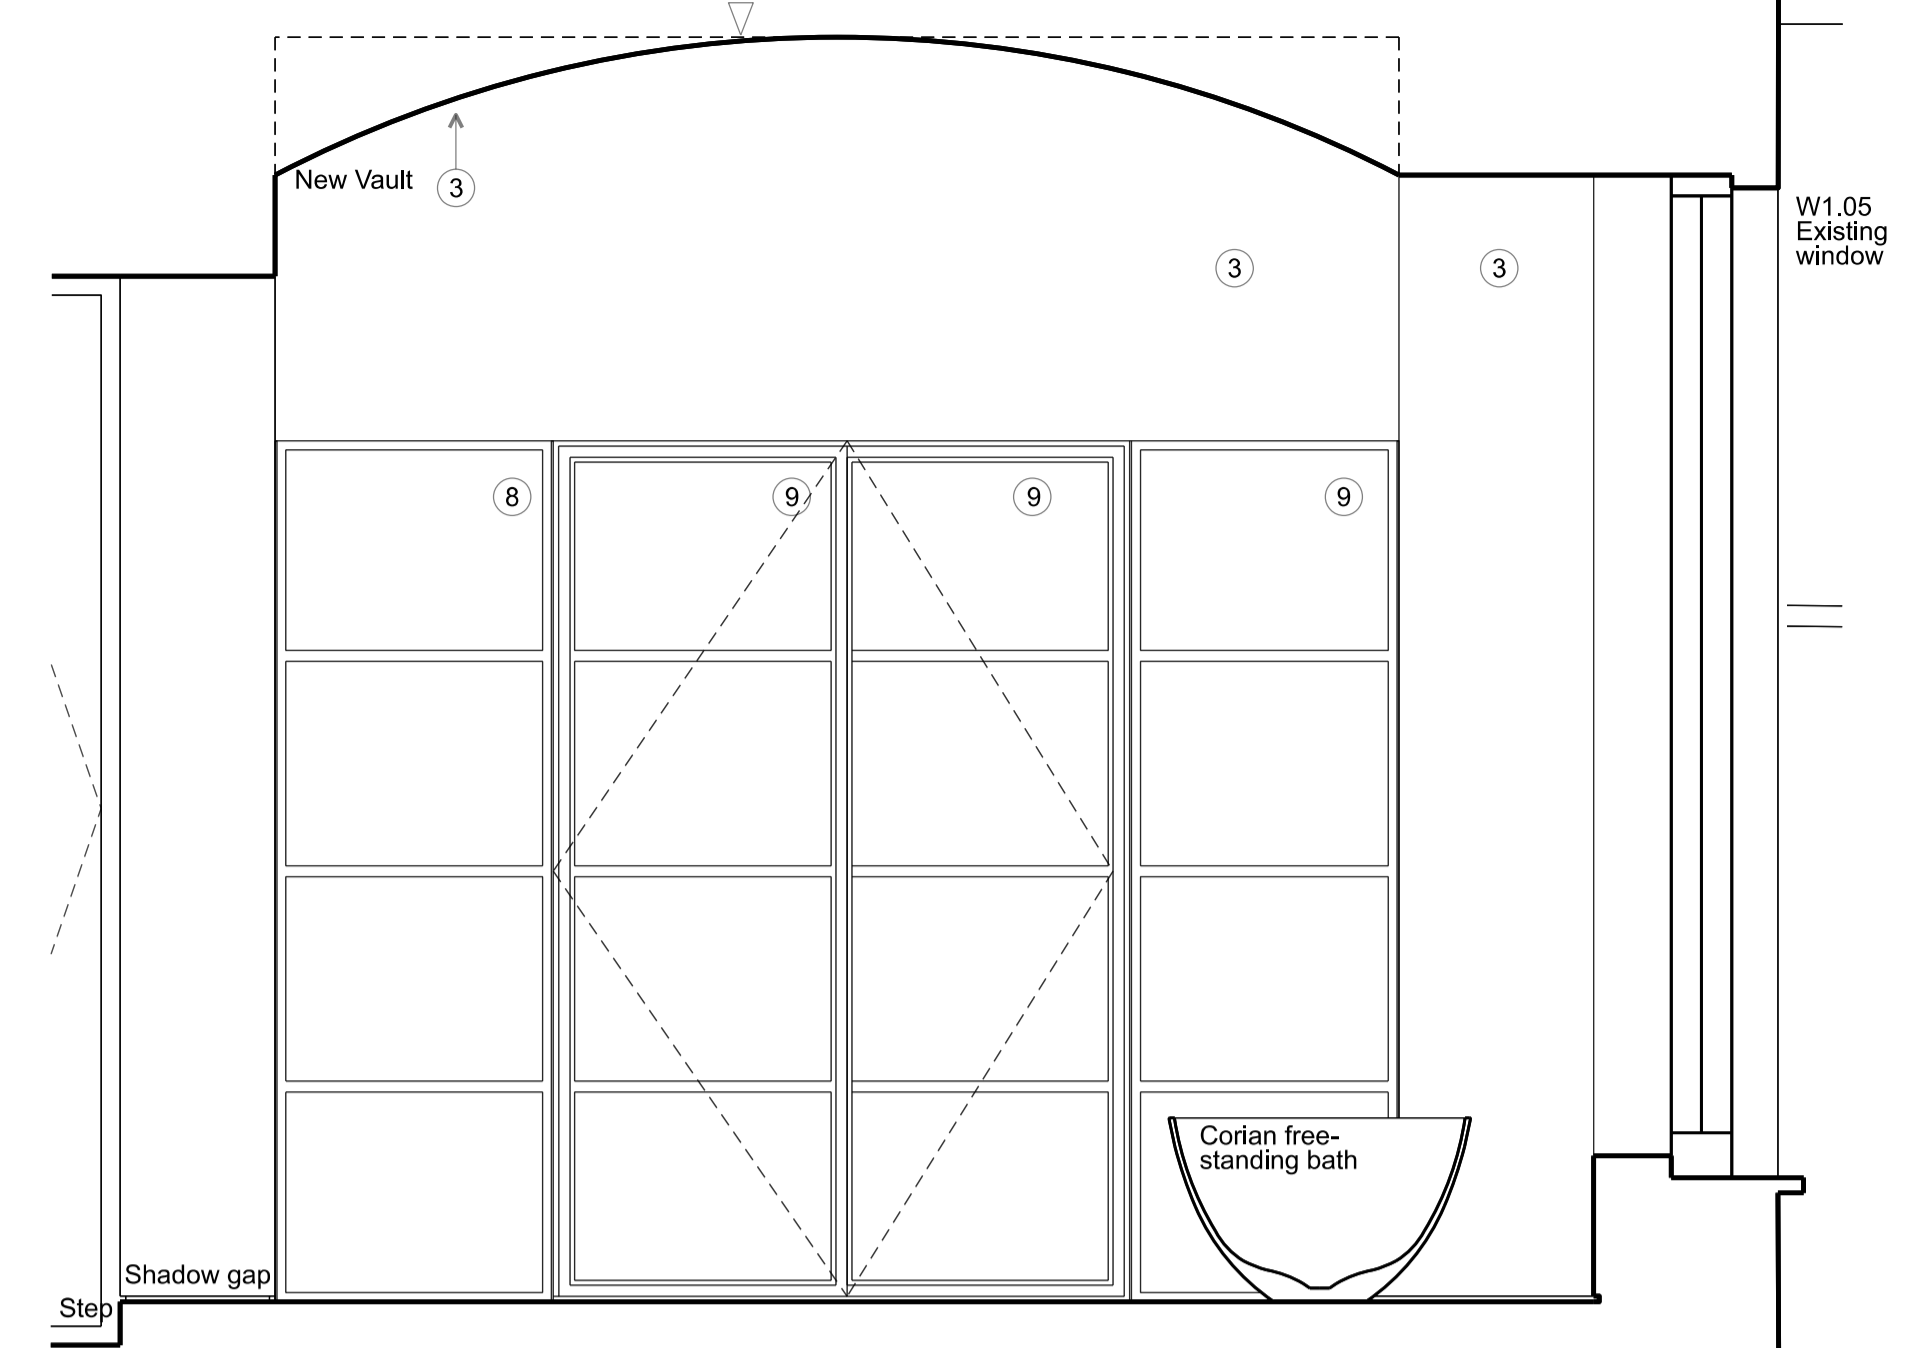 New Vault
3
W1.05
Existing
window
3
3
8
9
9
9
Corian free-
standing bath
Shadow gap
Step